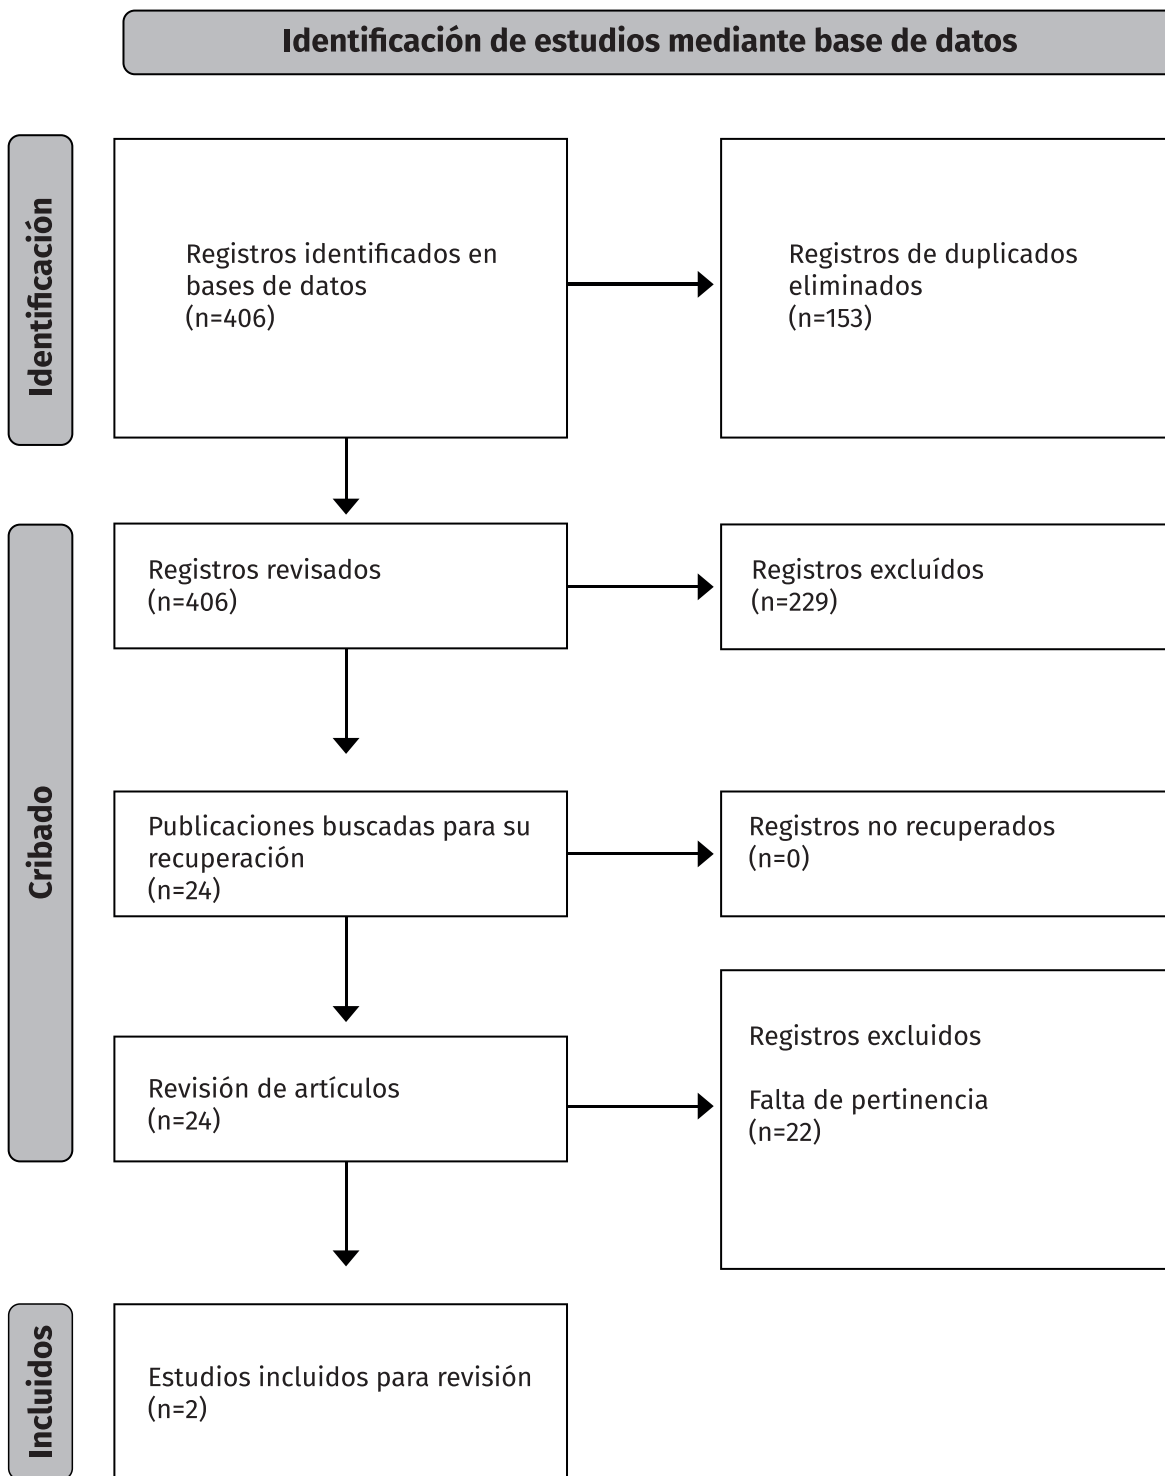 Identificación de estudios mediante base de datos
Identificación
Registros identificados en
bases de datos
(n=406)
Registros de duplicados
eliminados
(n=153)
Cribado
Registros revisados
(n=406)
Registros excluídos
(n=229)
Publicaciones buscadas para su
recuperación
(n=24)
Registros no recuperados
(n=0)
Revisión de artículos
(n=24)
Registros excluidos
Falta de pertinencia
(n=22)
Incluidos
Estudios incluidos para revisión
(n=2)